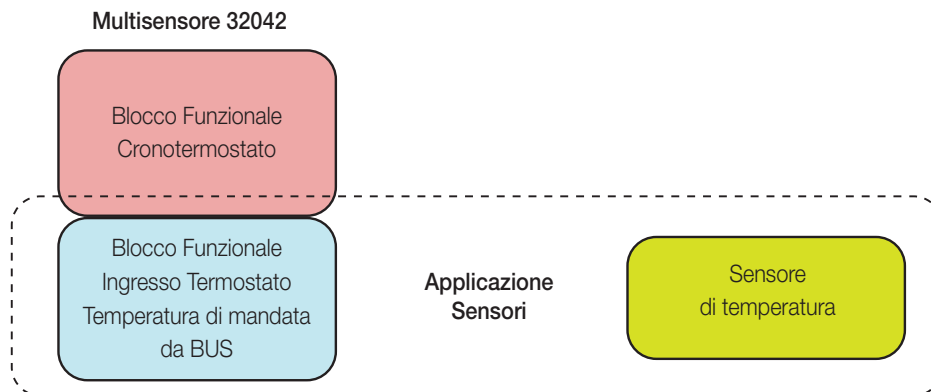 Multisensore 32042
Blocco Funzionale
Cronotermostato
Blocco Funzionale
Ingresso Termostato
Temperatura di mandata
da BUS
Applicazione
Sensori
Sensore
di temperatura